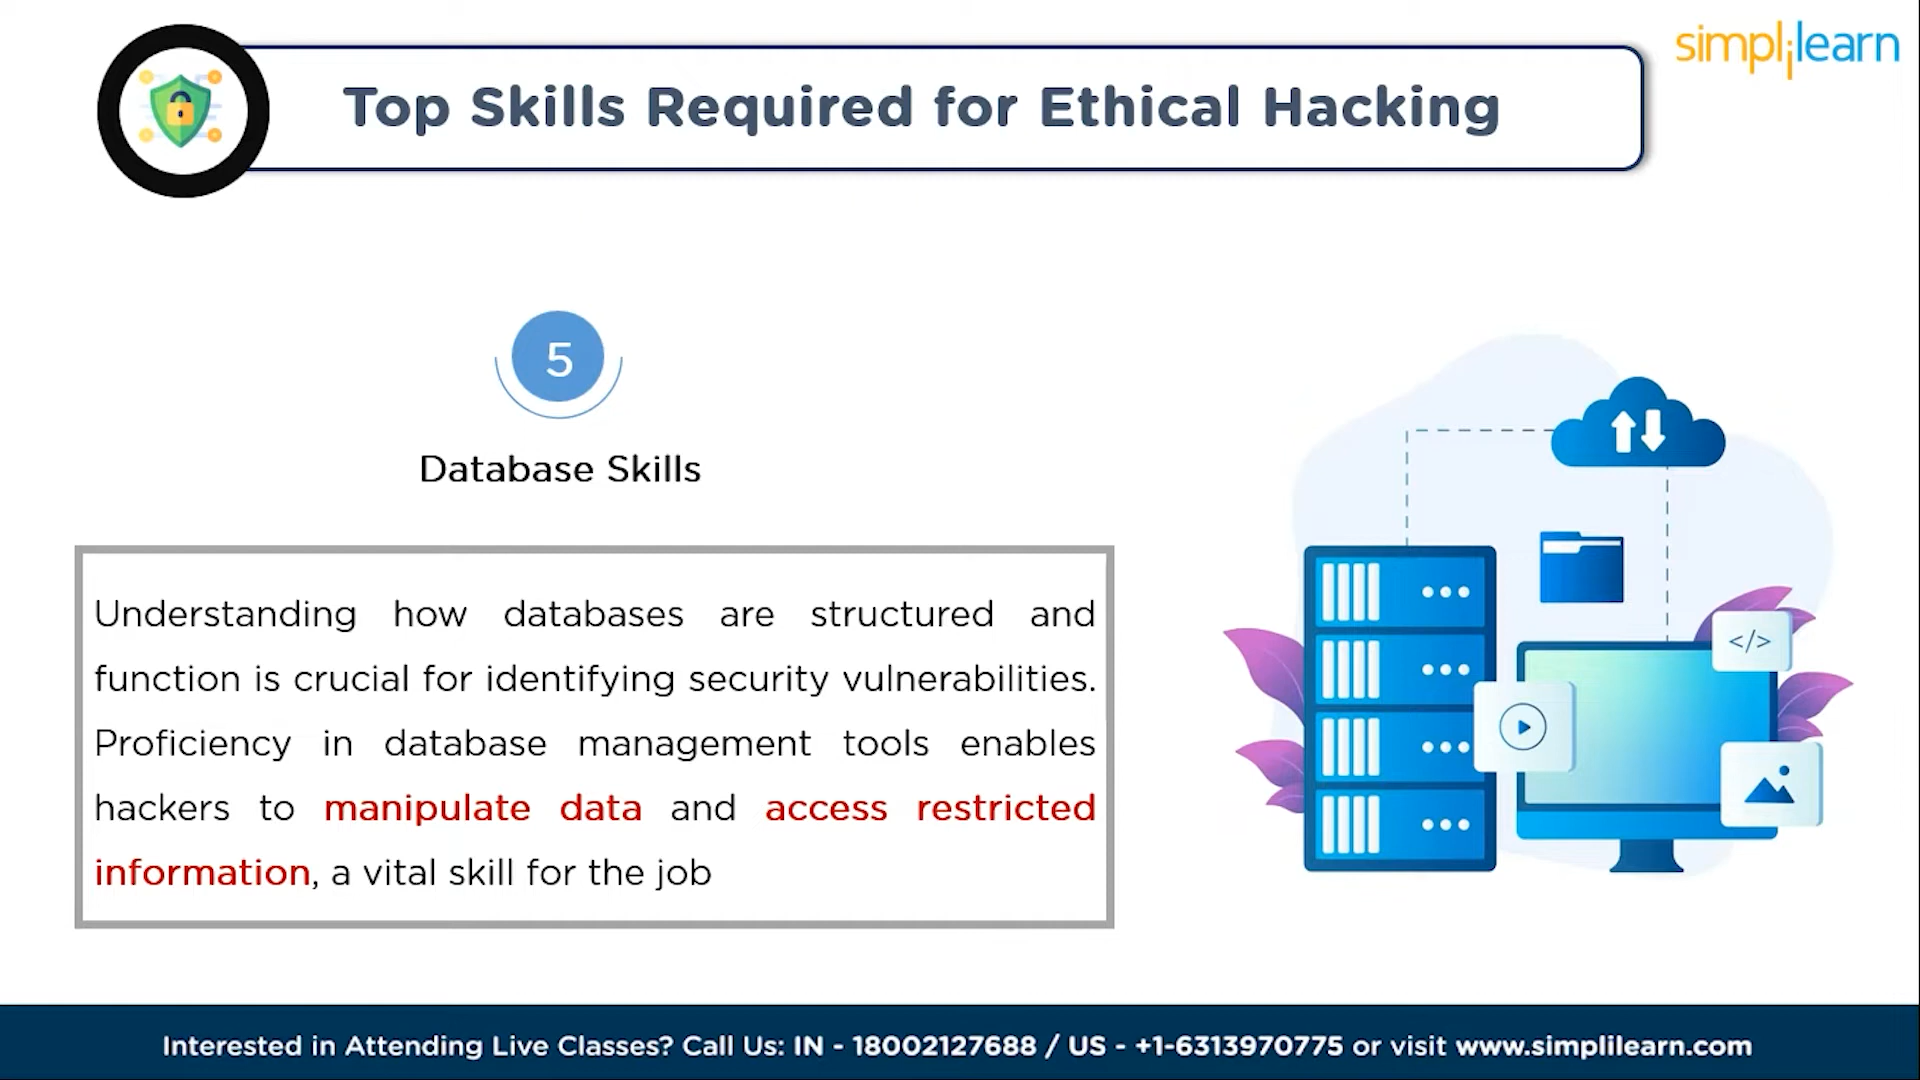 simplilearn
Top Skills Required for Ethical Hacking
5
Database Skills
Understanding how databases are structured and
function is crucial for identifying security vulnerabilities.
Proficiency in database management tools enables
hackers to manipulate data and access restricted
information, a vital skill for the job
</>
Interested in Attending Live Classes? Call Us: IN - 18002127688 / US - +1-6313970775 or visit www.simplilearn.com